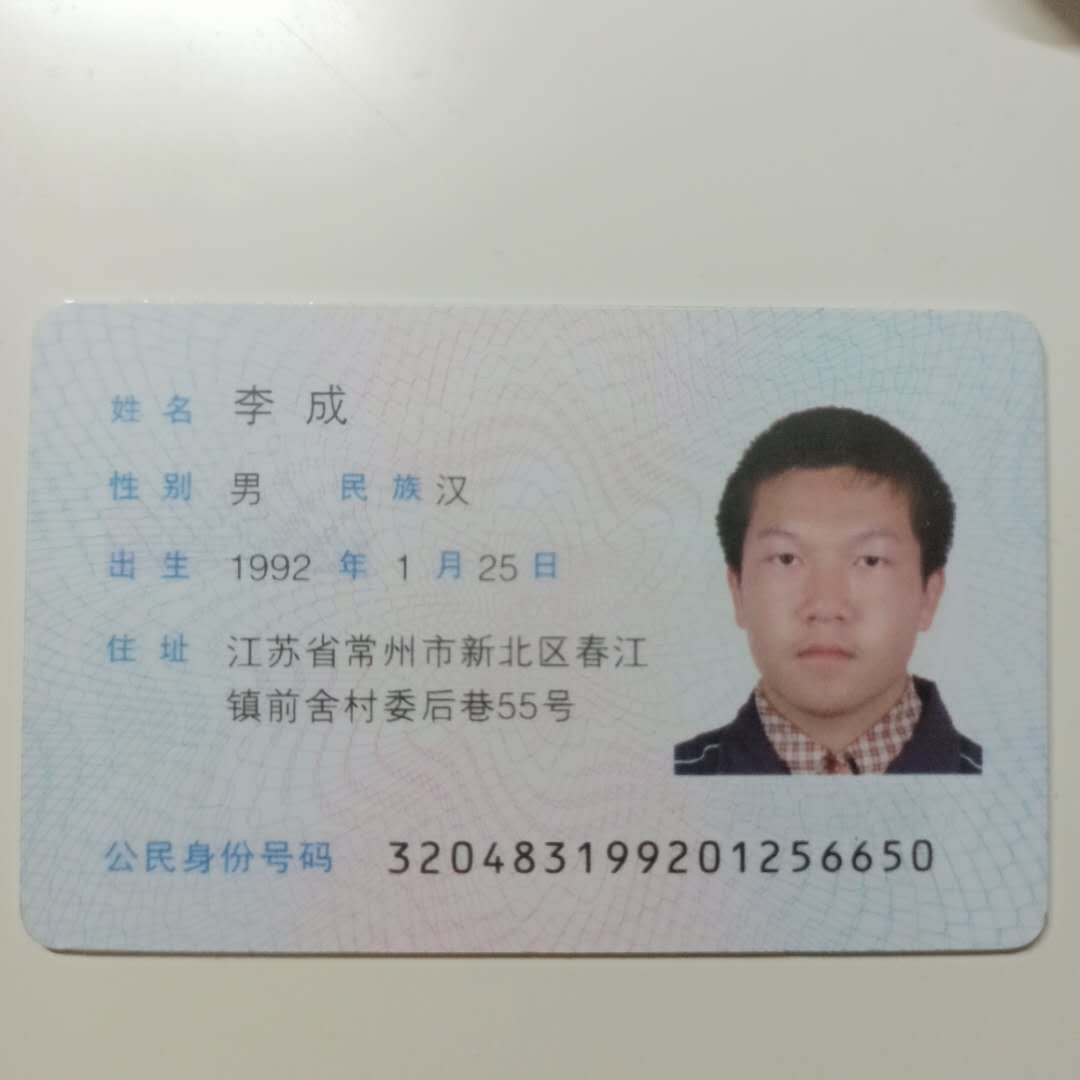 姓名 李成
性别 男 民族 汉
出生 1992 年 1 月 25 日
住址 江苏省常州市新北区春江
镇前舍村委后巷55号
公民身份号码 320483199201256650